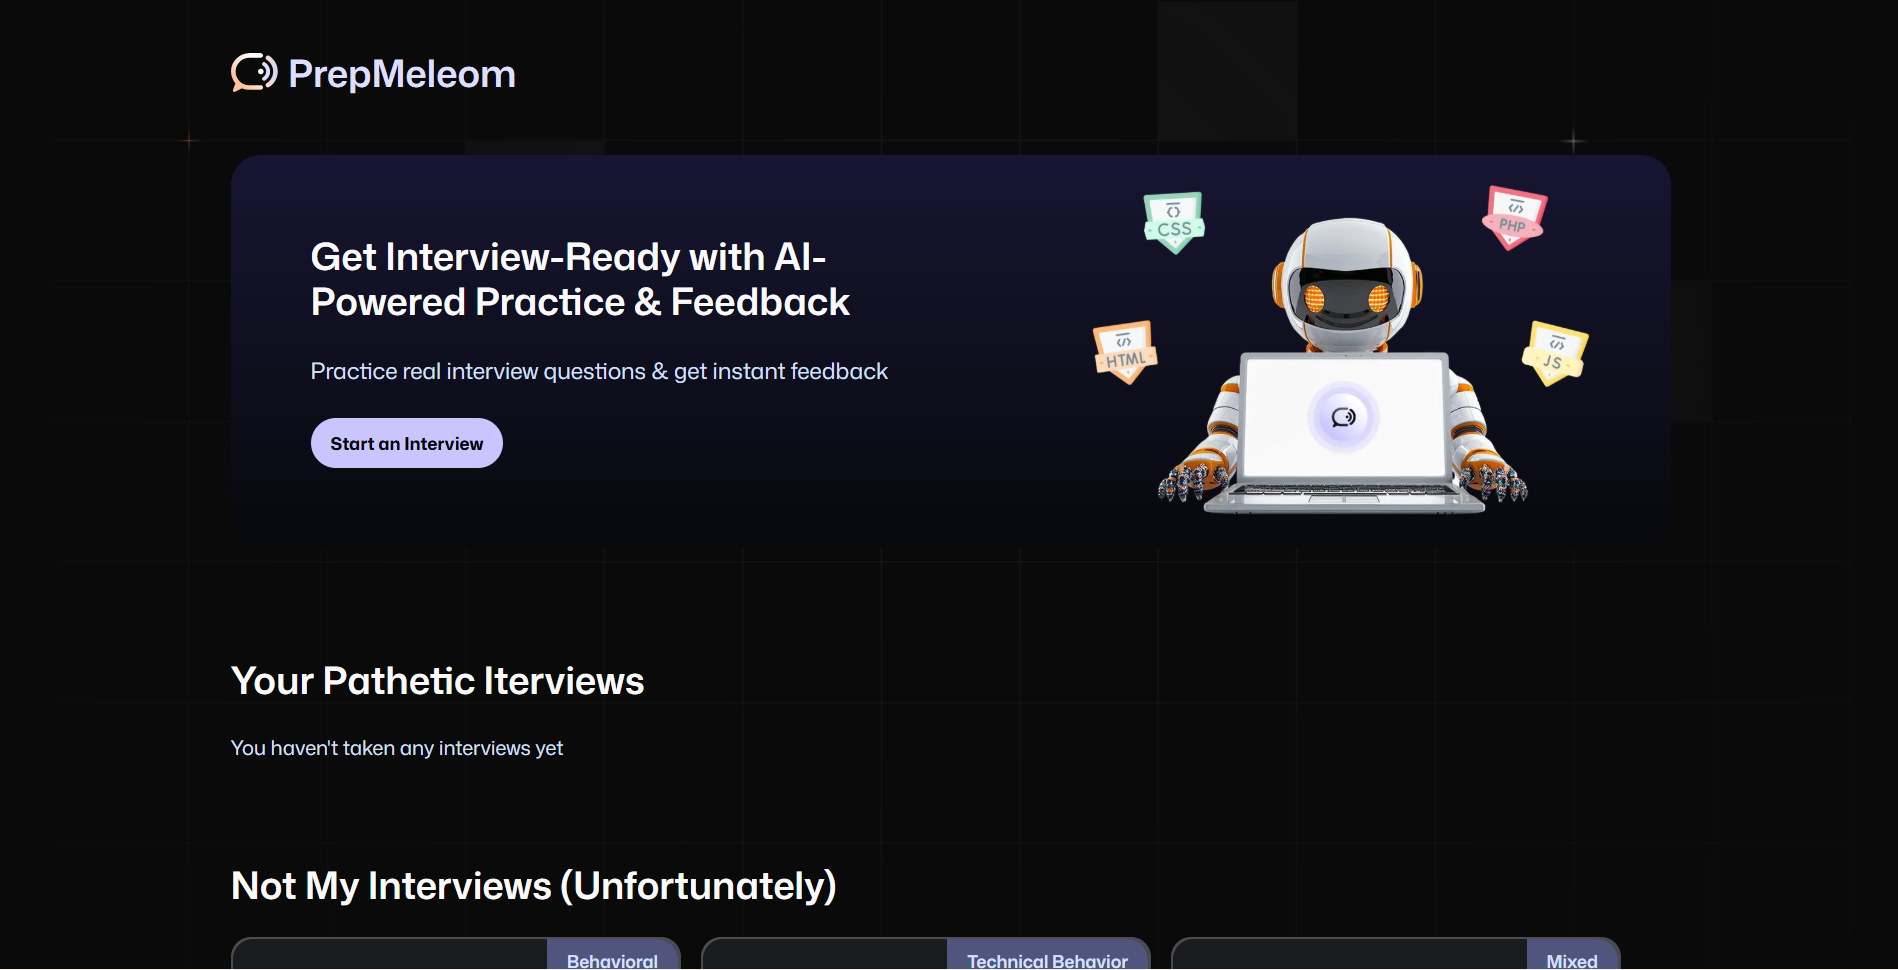 PrepMeleom
Get Interview-Ready with AI-
Powered Practice & Feedback
Practice real interview questions & get instant feedback
Start an Interview
CSS
PHP
HTML
JS
Your Pathetic Iterviews
You haven't taken any interviews yet
Not My Interviews (Unfortunately)
Behavioral
Technical Behavior
Mixed